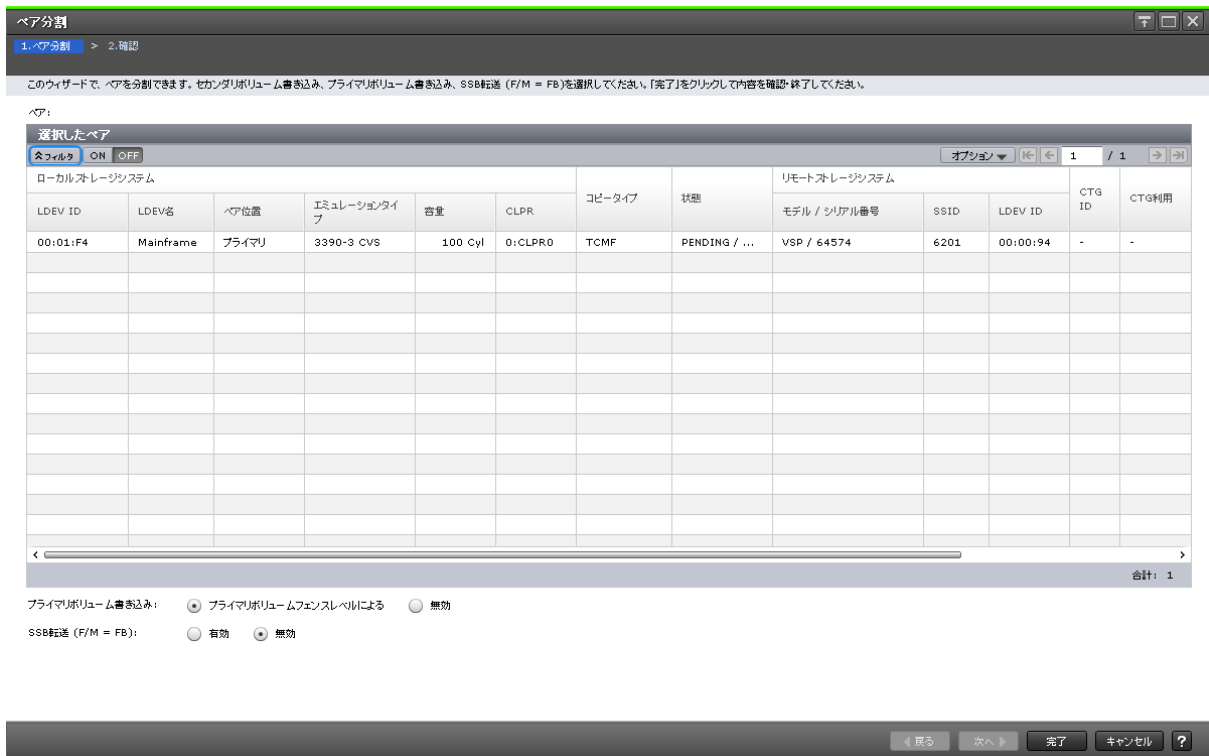 ペア分割
1.ペア分割 > 2.確認
このウィザードで、ペアを分割できます。セカンダリボリューム書き込み、プライマリボリューム書き込み、SSB転送 (F/M = FB)を選択してください。「完了」をクリックして内容を確認・終了してください。
ペア:
選択したペア
フィルタ ON OFF オプション 1 / 1
ローカルストレージシステム コピータイプ 状態 リモートストレージシステム CTG ID CTG利用
LDEV ID LDEV名 ペア位置 エミュレーションタイプ 容量 CLPR モデル / シリアル番号 SSID LDEV ID
00:01:F4 Mainframe プライマリ 3390-3 CVS 100 Cyl 0:CLPR0 TCMF PENDING / ... VSP / 64574 6201 00:00:94 - -
合計: 1
プライマリボリューム書き込み: プライマリボリュームフェンスレベルによる 無効
SSB転送 (F/M = FB): 有効 無効
戻る 次へ 完了 キャンセル ?